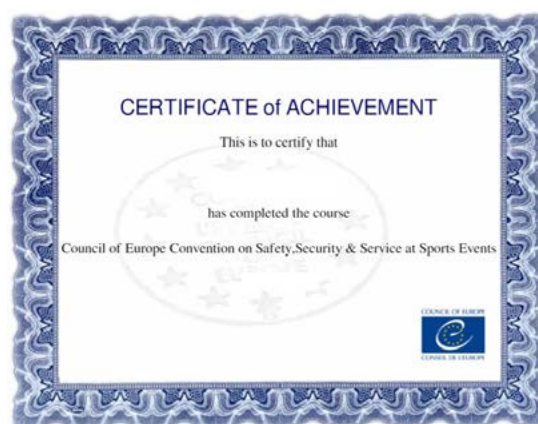 CERTIFICATE of ACHIEVEMENT
This is to certify that
has completed the course
Council of Europe Convention on Safety,Security & Service at Sports Events
COUNCIL OF EUROPE
CONSEIL DE L'EUROPE